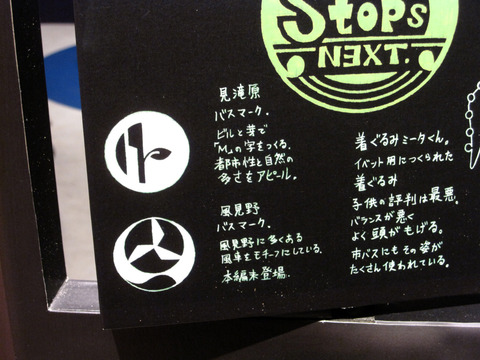 Stops
NEXT.
見滝原
バスマーク.
ビルと芽で
「M」の字をつくる.
都市性と自然の
多さをアピール.
風見野
バスマーク.
風見野に多くある
風車をモチーフにしている.
本編未登場.
着ぐるみミータくん。
イベント用につくられた
着ぐるみ
子供の評判は最悪.
バランスが悪く
よく頭がもげる.
市バスにもその姿が
たくさん使われている.